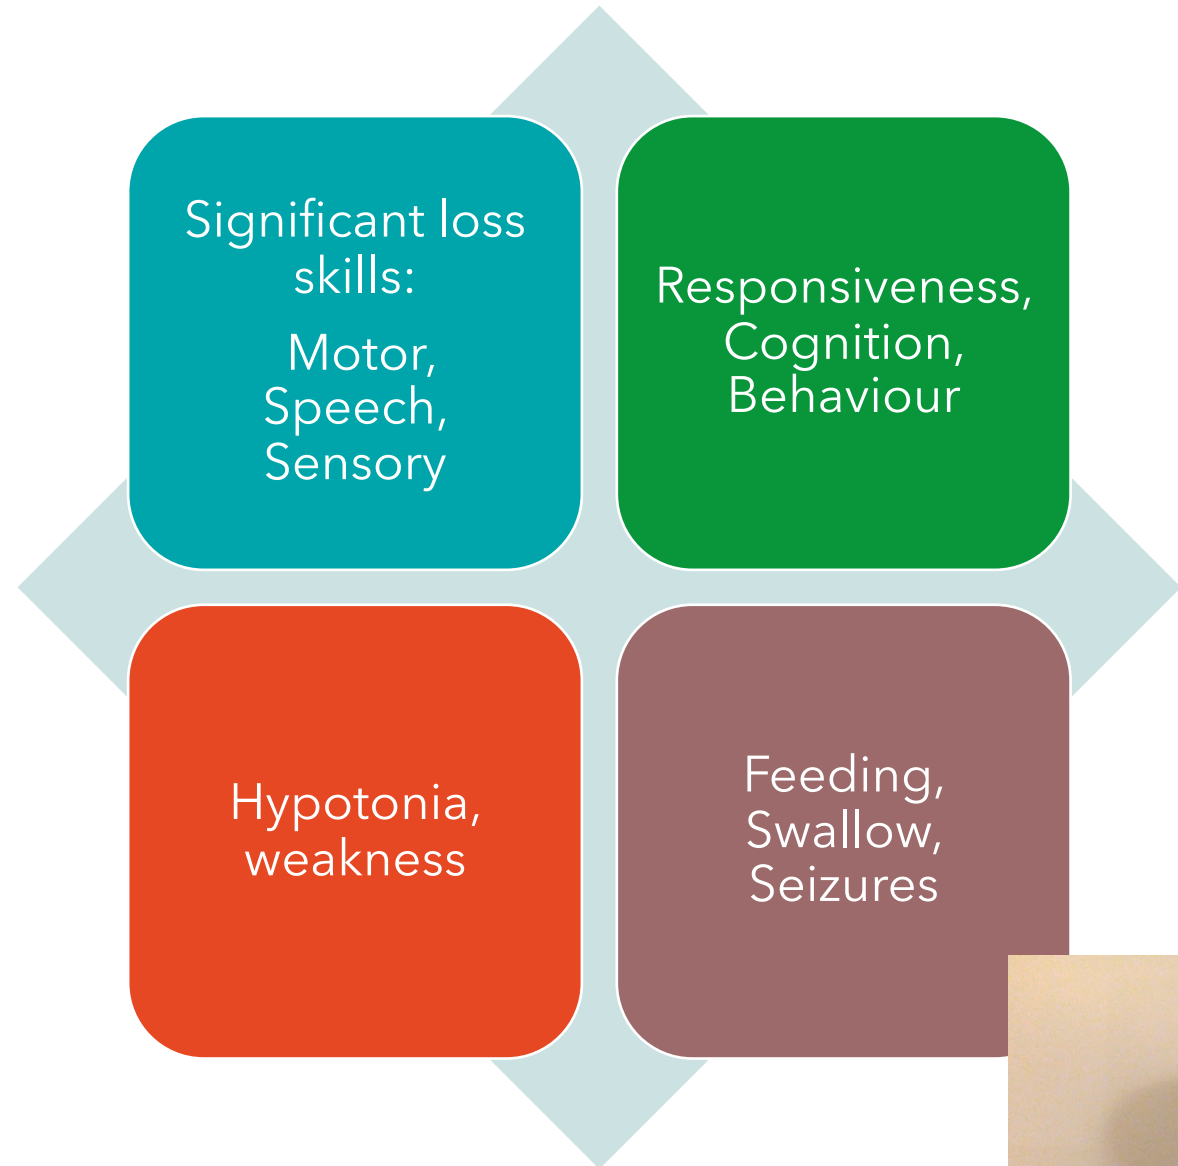 Significant loss
skills:
Motor,
Speech,
Sensory
Responsiveness,
Cognition,
Behaviour
Hypotonia,
weakness
Feeding,
Swallow,
Seizures